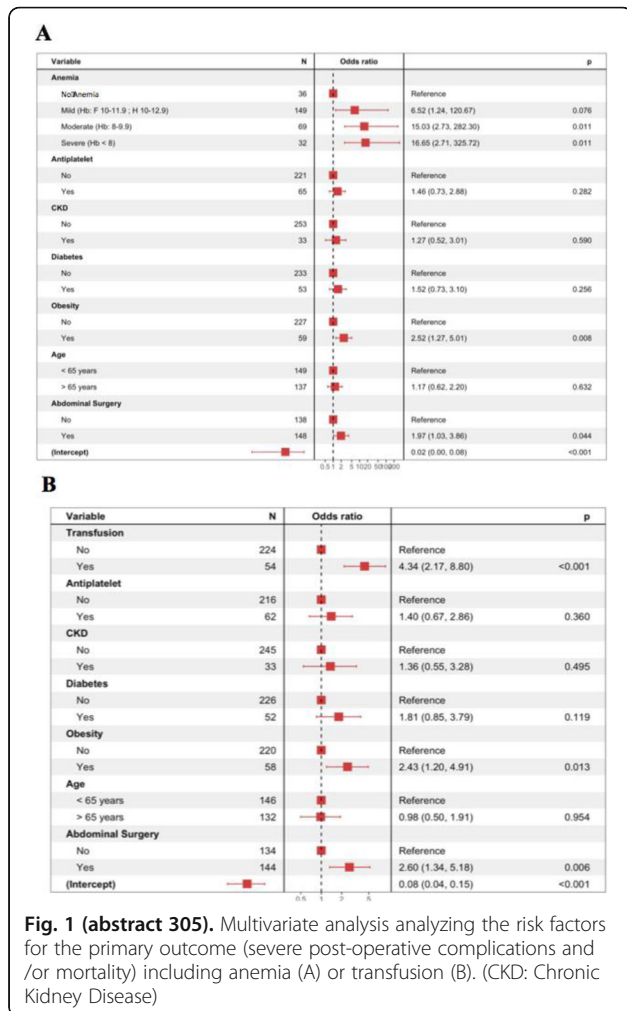 A
Variable N Odds ratio p
Anemia
No Anemia 36 Reference
Mild (Hb: F 10-11.9 ; H 10-12.9) 149 6.52 (1.24, 120.67) 0.076
Moderate (Hb: 8-9.9) 69 15.03 (2.73, 282.30) 0.011
Severe (Hb < 8) 32 16.65 (2.71, 325.72) 0.011
Antiplatelet
No 221 Reference
Yes 65 1.46 (0.73, 2.88) 0.282
CKD
No 253 Reference
Yes 33 1.27 (0.52, 3.01) 0.590
Diabetes
No 233 Reference
Yes 53 1.52 (0.73, 3.10) 0.256
Obesity
No 227 Reference
Yes 59 2.52 (1.27, 5.01) 0.008
Age
< 65 years 149 Reference
> 65 years 137 1.17 (0.62, 2.20) 0.632
Abdominal Surgery
No 138 Reference
Yes 148 1.97 (1.03, 3.86) 0.044
(Intercept) 0.02 (0.00, 0.08) <0.001
0.5 1 2 5 10 20 50
B
Variable N Odds ratio p
Transfusion
No 224 Reference
Yes 54 4.34 (2.17, 8.80) <0.001
Antiplatelet
No 216 Reference
Yes 62 1.40 (0.67, 2.86) 0.360
CKD
No 245 Reference
Yes 33 1.36 (0.55, 3.28) 0.495
Diabetes
No 226 Reference
Yes 52 1.81 (0.85, 3.79) 0.119
Obesity
No 220 Reference
Yes 58 2.43 (1.20, 4.91) 0.013
Age
< 65 years 146 Reference
> 65 years 132 0.98 (0.50, 1.91) 0.954
Abdominal Surgery
No 134 Reference
Yes 144 2.60 (1.34, 5.18) 0.006
(Intercept) 0.08 (0.04, 0.15) <0.001
0.5 1 2 5
Fig. 1 (abstract 305). Multivariate analysis analyzing the risk factors
for the primary outcome (severe post-operative complications and
/or mortality) including anemia (A) or transfusion (B). (CKD: Chronic
Kidney Disease)